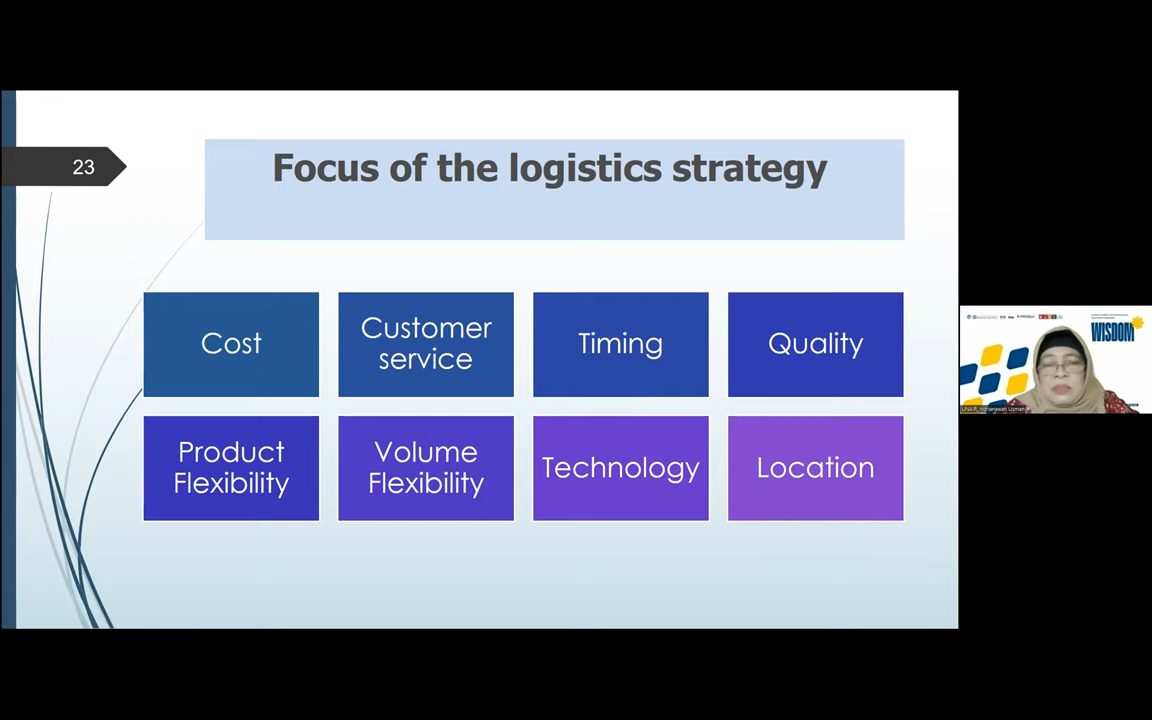 23
Focus of the logistics strategy
Cost
Customer
service
Timing
Quality
Product
Flexibility
Volume
Flexibility
Technology
Location
WISDOM